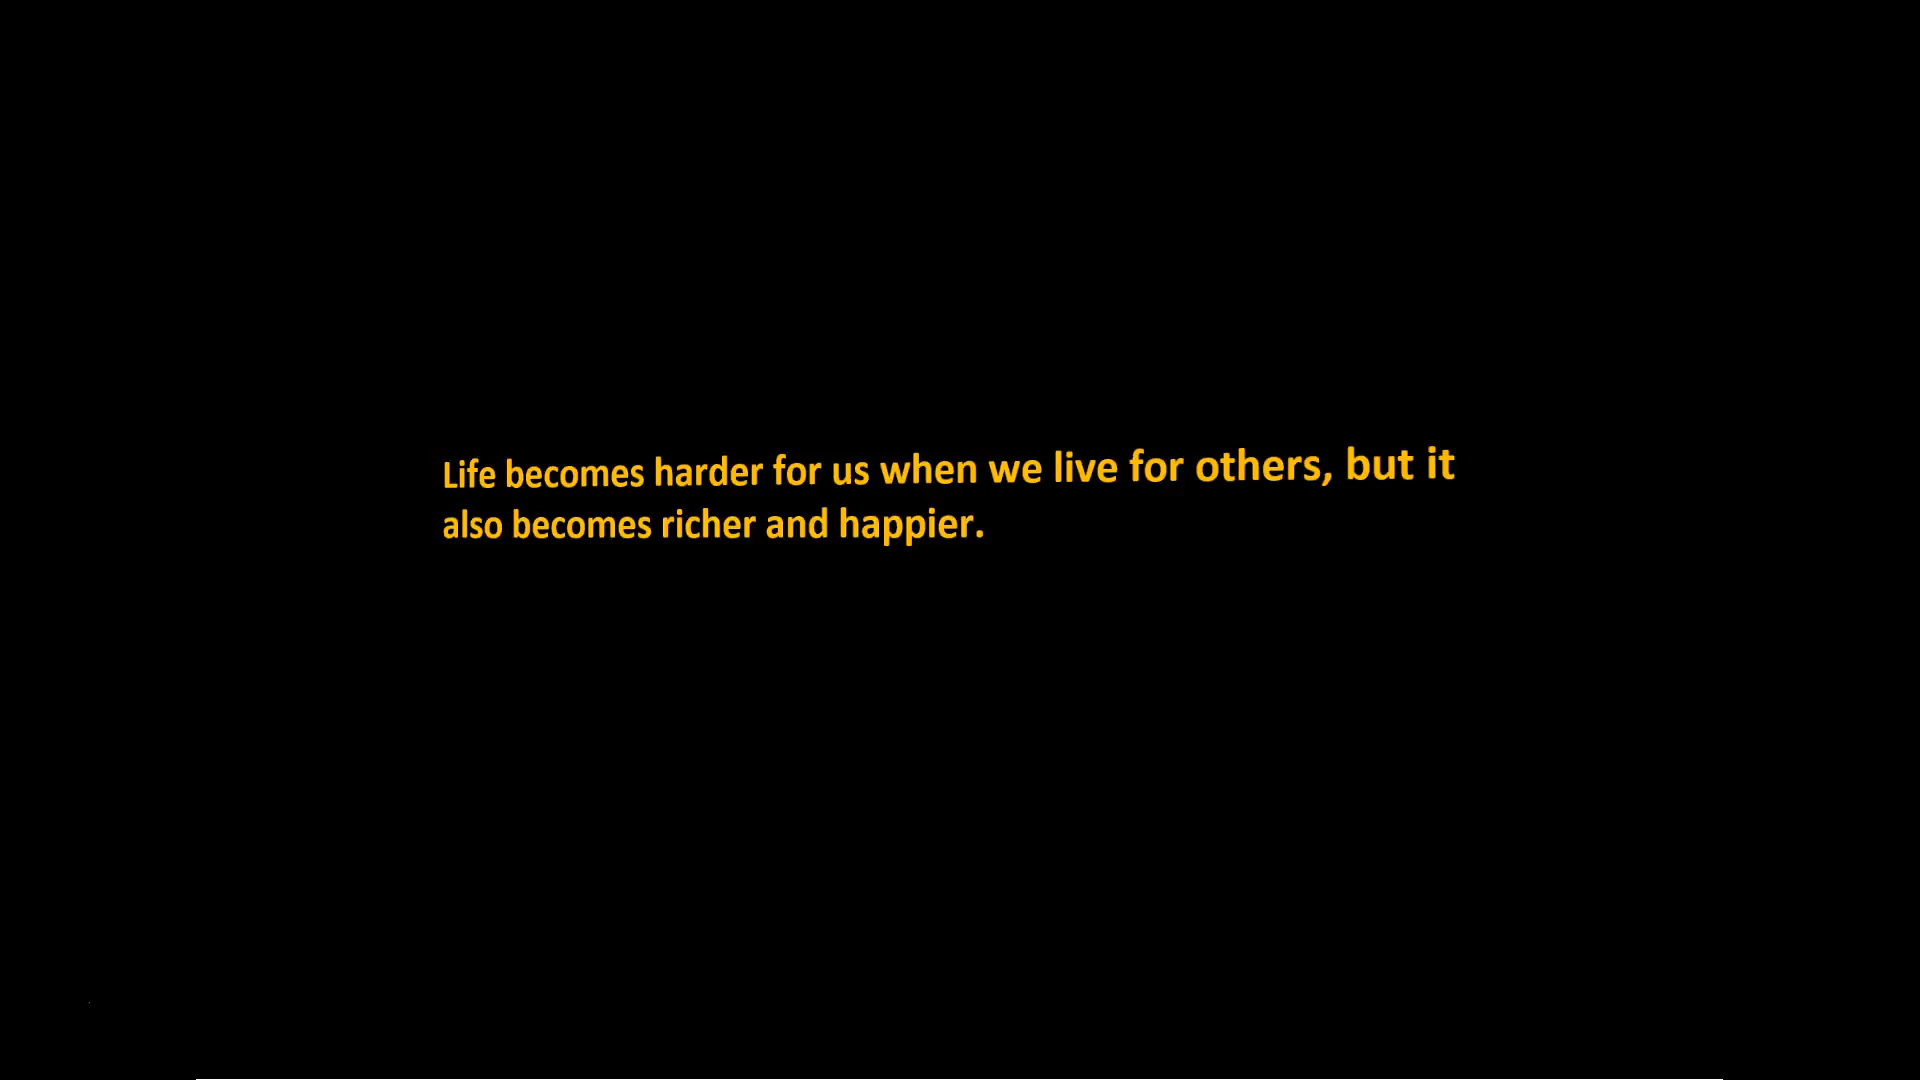 Life becomes harder for us when we live for others, but it
also becomes richer and happier.